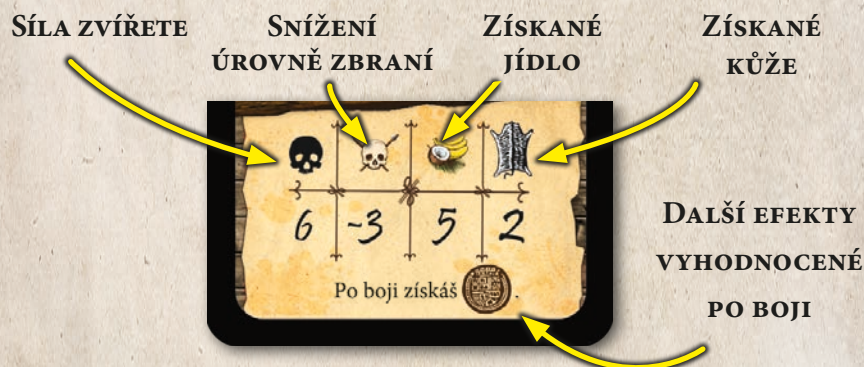 Síla zvířete
Snížení
úrovně zbraní
Získané
jídlo
Získané
kůže
6 -3 5 2
Po boji získáš .
Další efekty
vyhodnocené
po boji